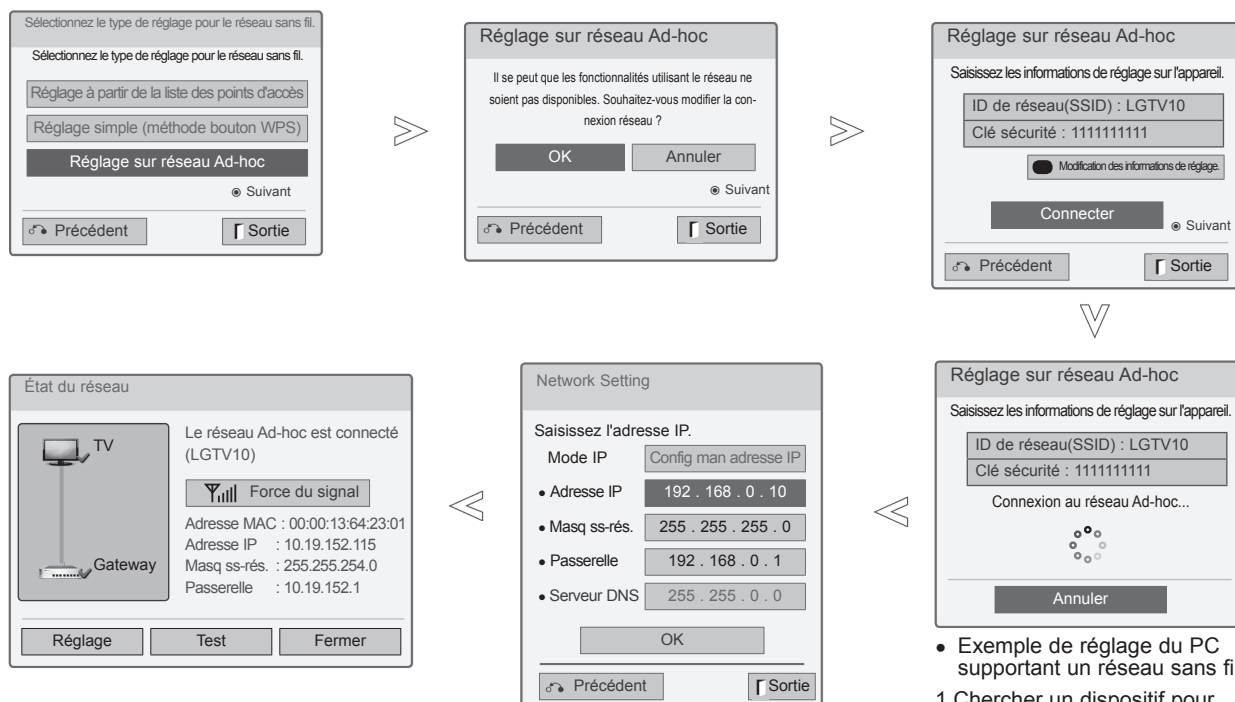 Sélectionnez le type de réglage pour le réseau sans fil.
Sélectionnez le type de réglage pour le réseau sans fil.
Réglage à partir de la liste des points d'accès
Réglage simple (méthode bouton WPS)
Réglage sur réseau Ad-hoc
Suivant
Précédent
Sortie
Réglage sur réseau Ad-hoc
Il se peut que les fonctionnalités utilisant le réseau ne
soient pas disponibles. Souhaitez-vous modifier la con-
nexion réseau ?
OK
Annuler
Suivant
Précédent
Sortie
Réglage sur réseau Ad-hoc
Saisissez les informations de réglage sur l'appareil.
ID de réseau(SSID) : LGTV10
Clé sécurité : 1111111111
Modification des informations de réglage.
Connecter
Suivant
Précédent
Sortie
Réglage sur réseau Ad-hoc
Saisissez les informations de réglage sur l'appareil.
ID de réseau(SSID) : LGTV10
Clé sécurité : 1111111111
Connexion au réseau Ad-hoc...
Annuler
Network Setting
Saisissez l'adresse IP.
Mode IP Config man adresse IP
• Adresse IP 192 . 168 . 0 . 10
• Masq ss-rés. 255 . 255 . 255 . 0
• Passerelle 192 . 168 . 0 . 1
• Serveur DNS 255 . 255 . 0 . 0
OK
Précédent
Sortie
État du réseau
TV
Gateway
Le réseau Ad-hoc est connecté
(LGTV10)
Force du signal
Adresse MAC : 00:00:13:64:23:01
Adresse IP : 10.19.152.115
Masq ss-rés. : 255.255.254.0
Passerelle : 10.19.152.1
Réglage
Test
Fermer
• Exemple de réglage du PC
supportant un réseau sans fi
1.Chercher un dispositif pour